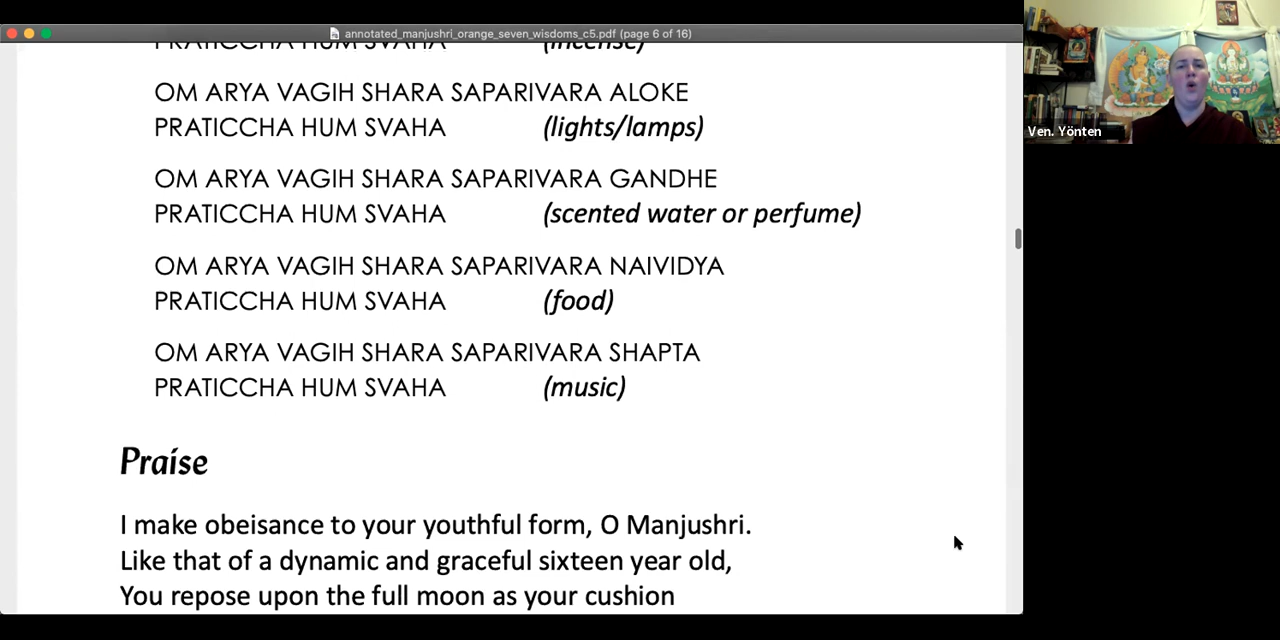 annotated_manjushri_orange_seven_wisdoms_c5.pdf (page 6 of 16)
PRATICCHA HUM SVAHA (incense)
OM ARYA VAGIH SHARA SAPARIVARA ALOKE
PRATICCHA HUM SVAHA (lights/lamps)
OM ARYA VAGIH SHARA SAPARIVARA GANDHE
PRATICCHA HUM SVAHA (scented water or perfume)
OM ARYA VAGIH SHARA SAPARIVARA NAIVIDYA
PRATICCHA HUM SVAHA (food)
OM ARYA VAGIH SHARA SAPARIVARA SHAPTA
PRATICCHA HUM SVAHA (music)
Praise
I make obeisance to your youthful form, O Manjushri.
Like that of a dynamic and graceful sixteen year old,
You repose upon the full moon as your cushion
Ven. Yönten